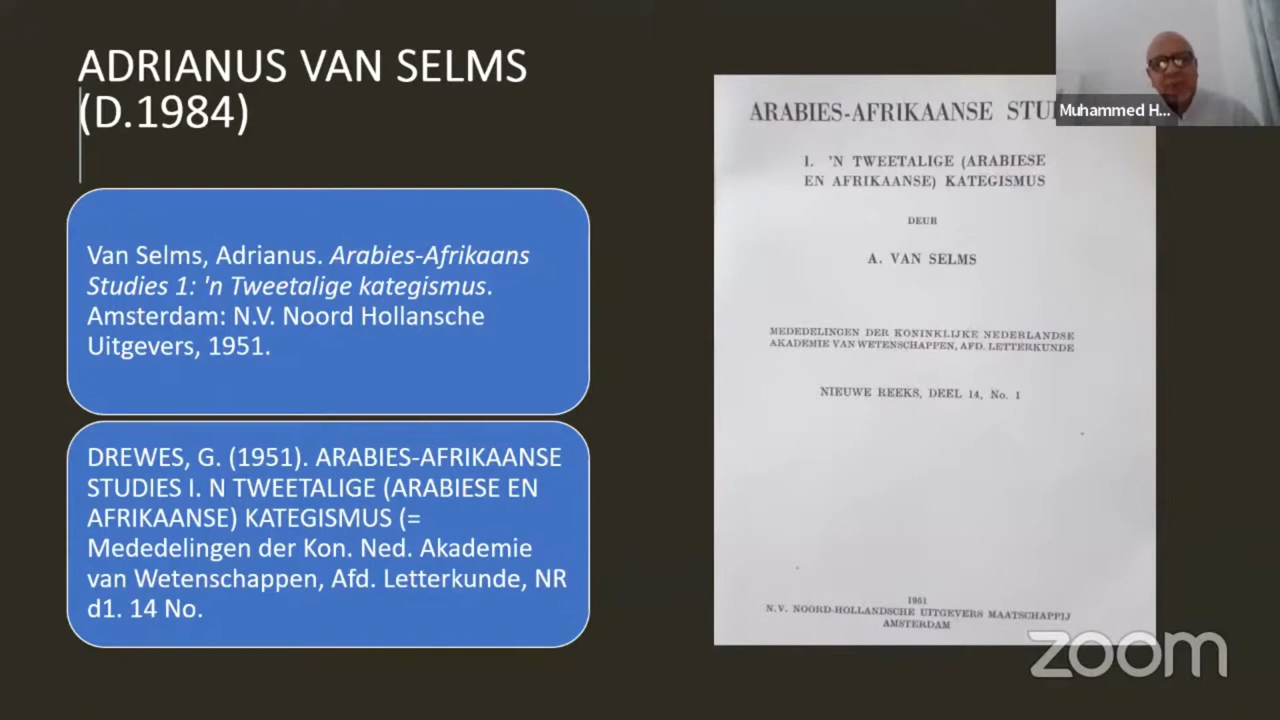 ADRIANUS VAN SELMS
(D.1984)
Van Selms, Adrianus. Arabies-Afrikaans
Studies 1: 'n Tweetalige kategismus.
Amsterdam: N.V. Noord Hollansche
Uitgevers, 1951.
DREWES, G. (1951). ARABIES-AFRIKAANSE
STUDIES I. N TWEETALIGE (ARABIESE EN
AFRIKAANSE) KATEGISMUS (=
Mededelingen der Kon. Ned. Akademie
van Wetenschappen, Afd. Letterkunde, NR
d1. 14 No.
ARABIES-AFRIKAANSE
I. 'N TWEETALIGE (ARABIESE
EN AFRIKAANSE) KATEGISMUS
DEUR
A. VAN SELMS
MEDEDELINGEN DER KONINKLIJKE NEDERLANDSE
AKADEMIE VAN WETENSCHAPPEN, AFD. LETTERKUNDE
NIEUWE REEKS, DEEL 14, No. 1
1951
N.V. NOORD-HOLLANDSCHE UITGEVERS MAATSCHAPPIJ
AMSTERDAM
Muhammed H...
zoom